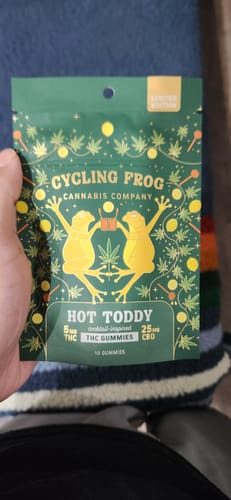 LIMITED
EDITION
CYCLING FROG
CANNABIS COMPANY
HOT TODDY
cocktail-inspired
5MG
THC
THC GUMMIES
25MG
CBD
10 GUMMIES